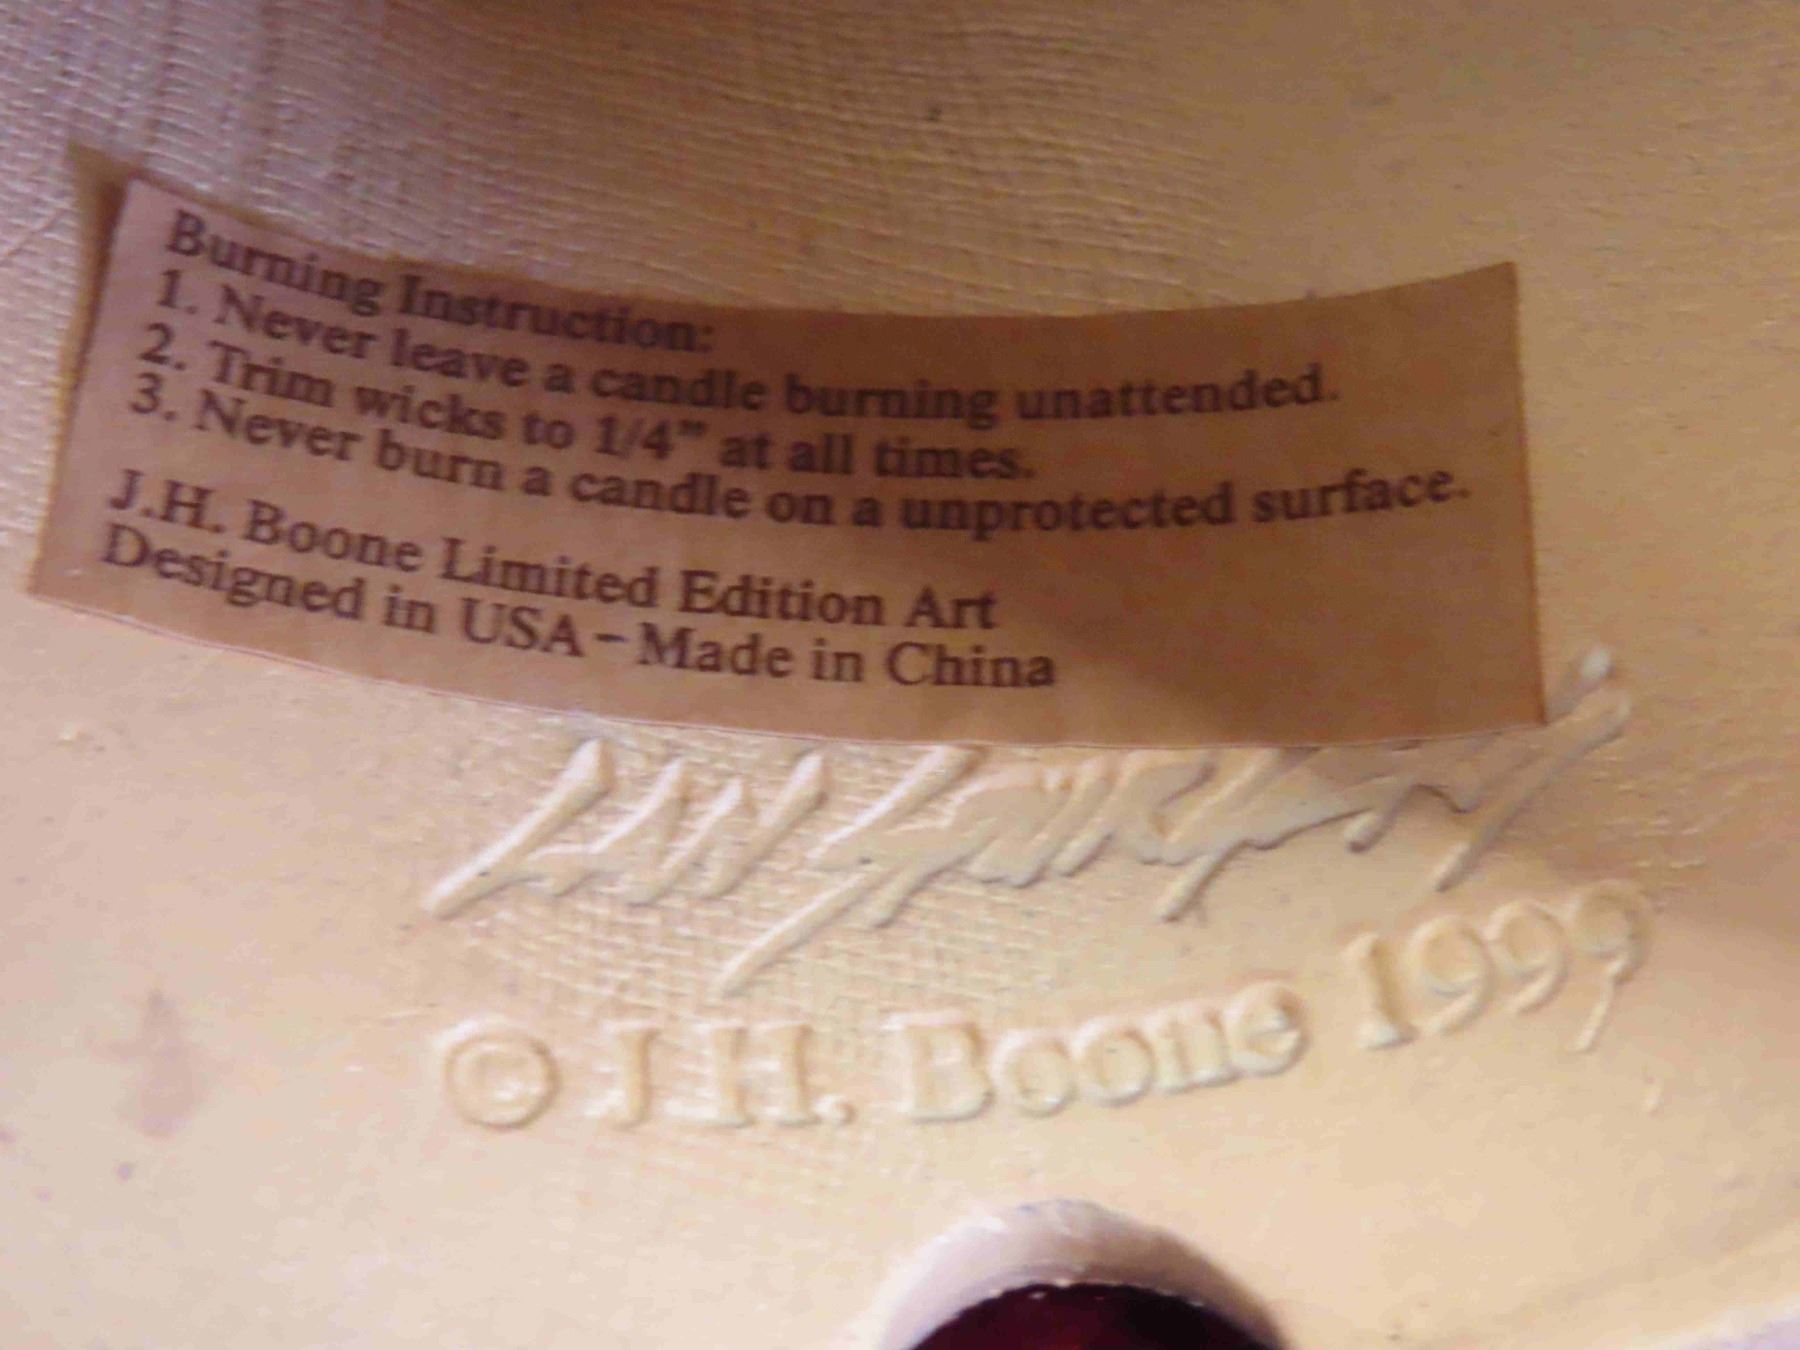 Burning Instruction:
1. Never leave a candle burning unattended.
2. Trim wicks to 1/4" at all times.
3. Never burn a candle on a unprotected surface.
J.H. Boone Limited Edition Art
Designed in USA - Made in China
© J.H. Boone 1999